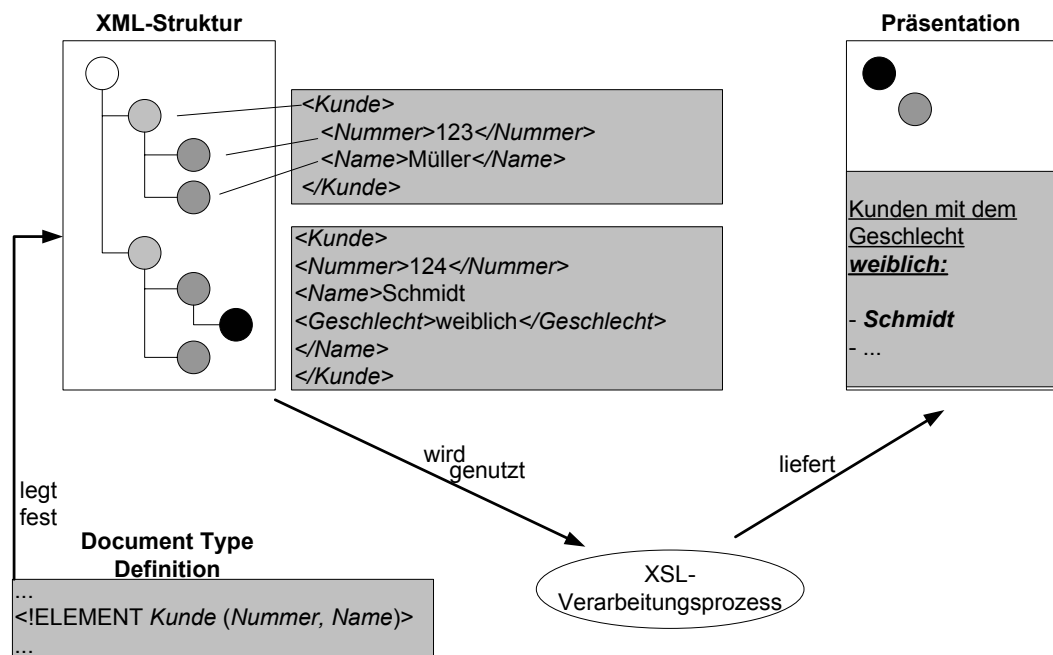 XML-Struktur
<Kunde>
<Nummer>123</Nummer>
<Name>Müller</Name>
</Kunde>
<Kunde>
<Nummer>124</Nummer>
<Name>Schmidt
<Geschlecht>weiblich</Geschlecht>
</Name>
</Kunde>
Präsentation
Kunden mit dem
Geschlecht
weiblich:
- Schmidt
- ...
wird
genutzt
liefert
legt
fest
Document Type
Definition
...
<!ELEMENT Kunde (Nummer, Name)>
...
XSL-
Verarbeitungsprozess